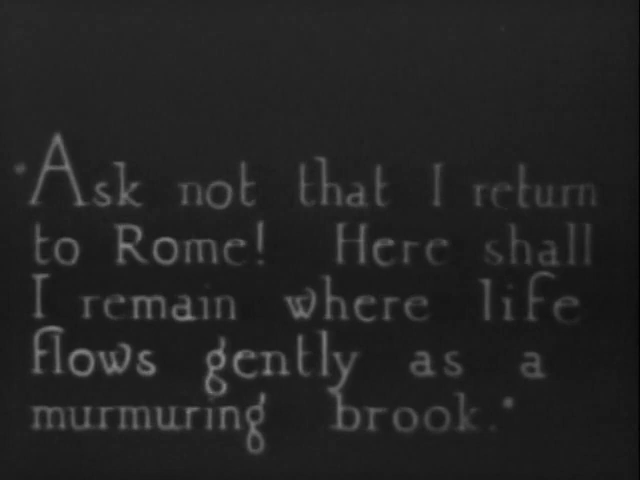 "Ask not that I return
to Rome! Here shall
I remain where life
flows gently as a
murmuring brook."